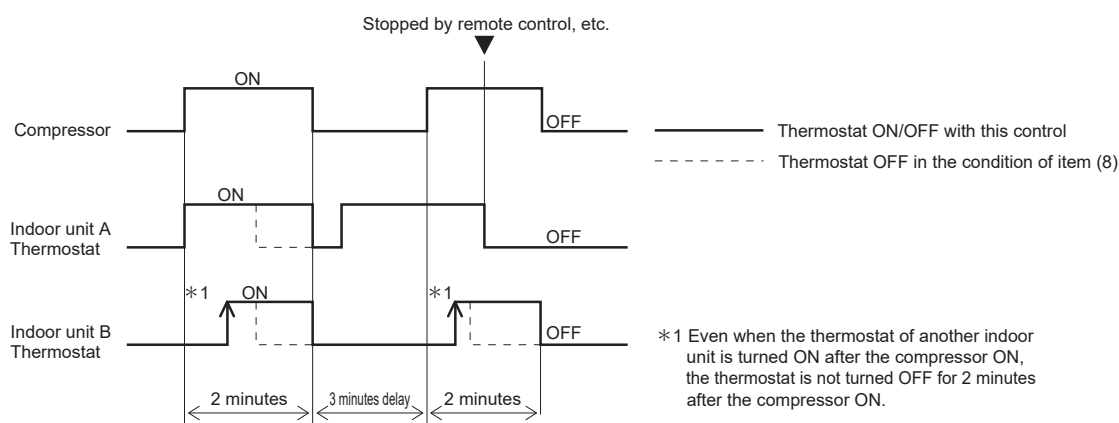 Stopped by remote control, etc.
ON
Compressor
OFF
Thermostat ON/OFF with this control
Thermostat OFF in the condition of item (8)
ON
Indoor unit A
Thermostat
OFF
*1
ON
*1
Indoor unit B
Thermostat
OFF
*1 Even when the thermostat of another indoor
unit is turned ON after the compressor ON,
the thermostat is not turned OFF for 2 minutes
after the compressor ON.
2 minutes
3 minutes delay
2 minutes